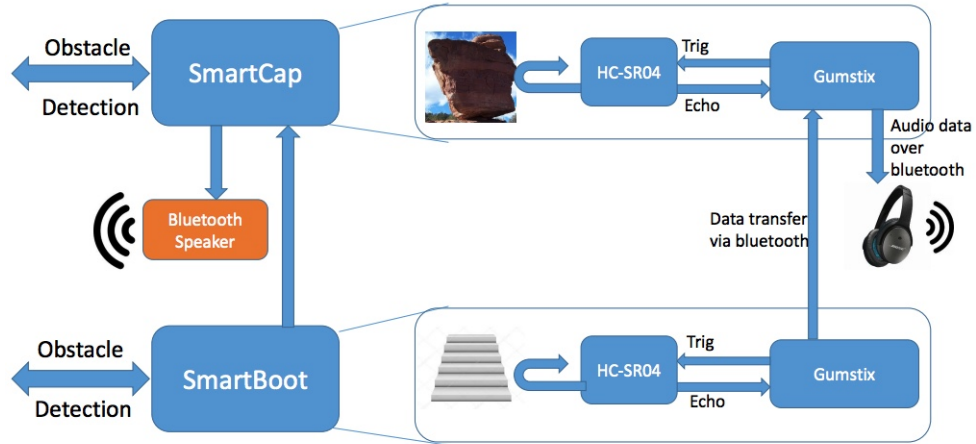 Obstacle
Detection
SmartCap
Bluetooth
Speaker
HC-SR04
Trig
Echo
Gumstix
Audio data
over
bluetooth
Data transfer
via bluetooth
Obstacle
Detection
SmartBoot
HC-SR04
Trig
Echo
Gumstix